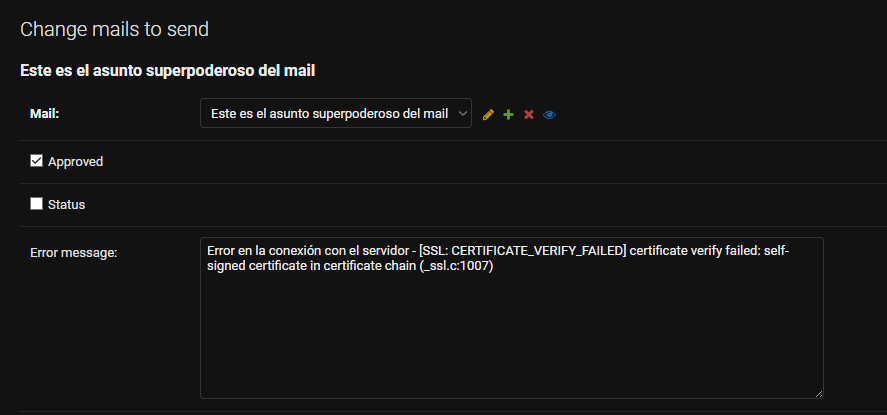 Change mails to send
Este es el asunto superpoderoso del mail
Mail: Este es el asunto superpoderoso del mail
Approved
Status
Error message: Error en la conexión con el servidor - [SSL: CERTIFICATE_VERIFY_FAILED] certificate verify failed: self-
signed certificate in certificate chain (_ssl.c:1007)